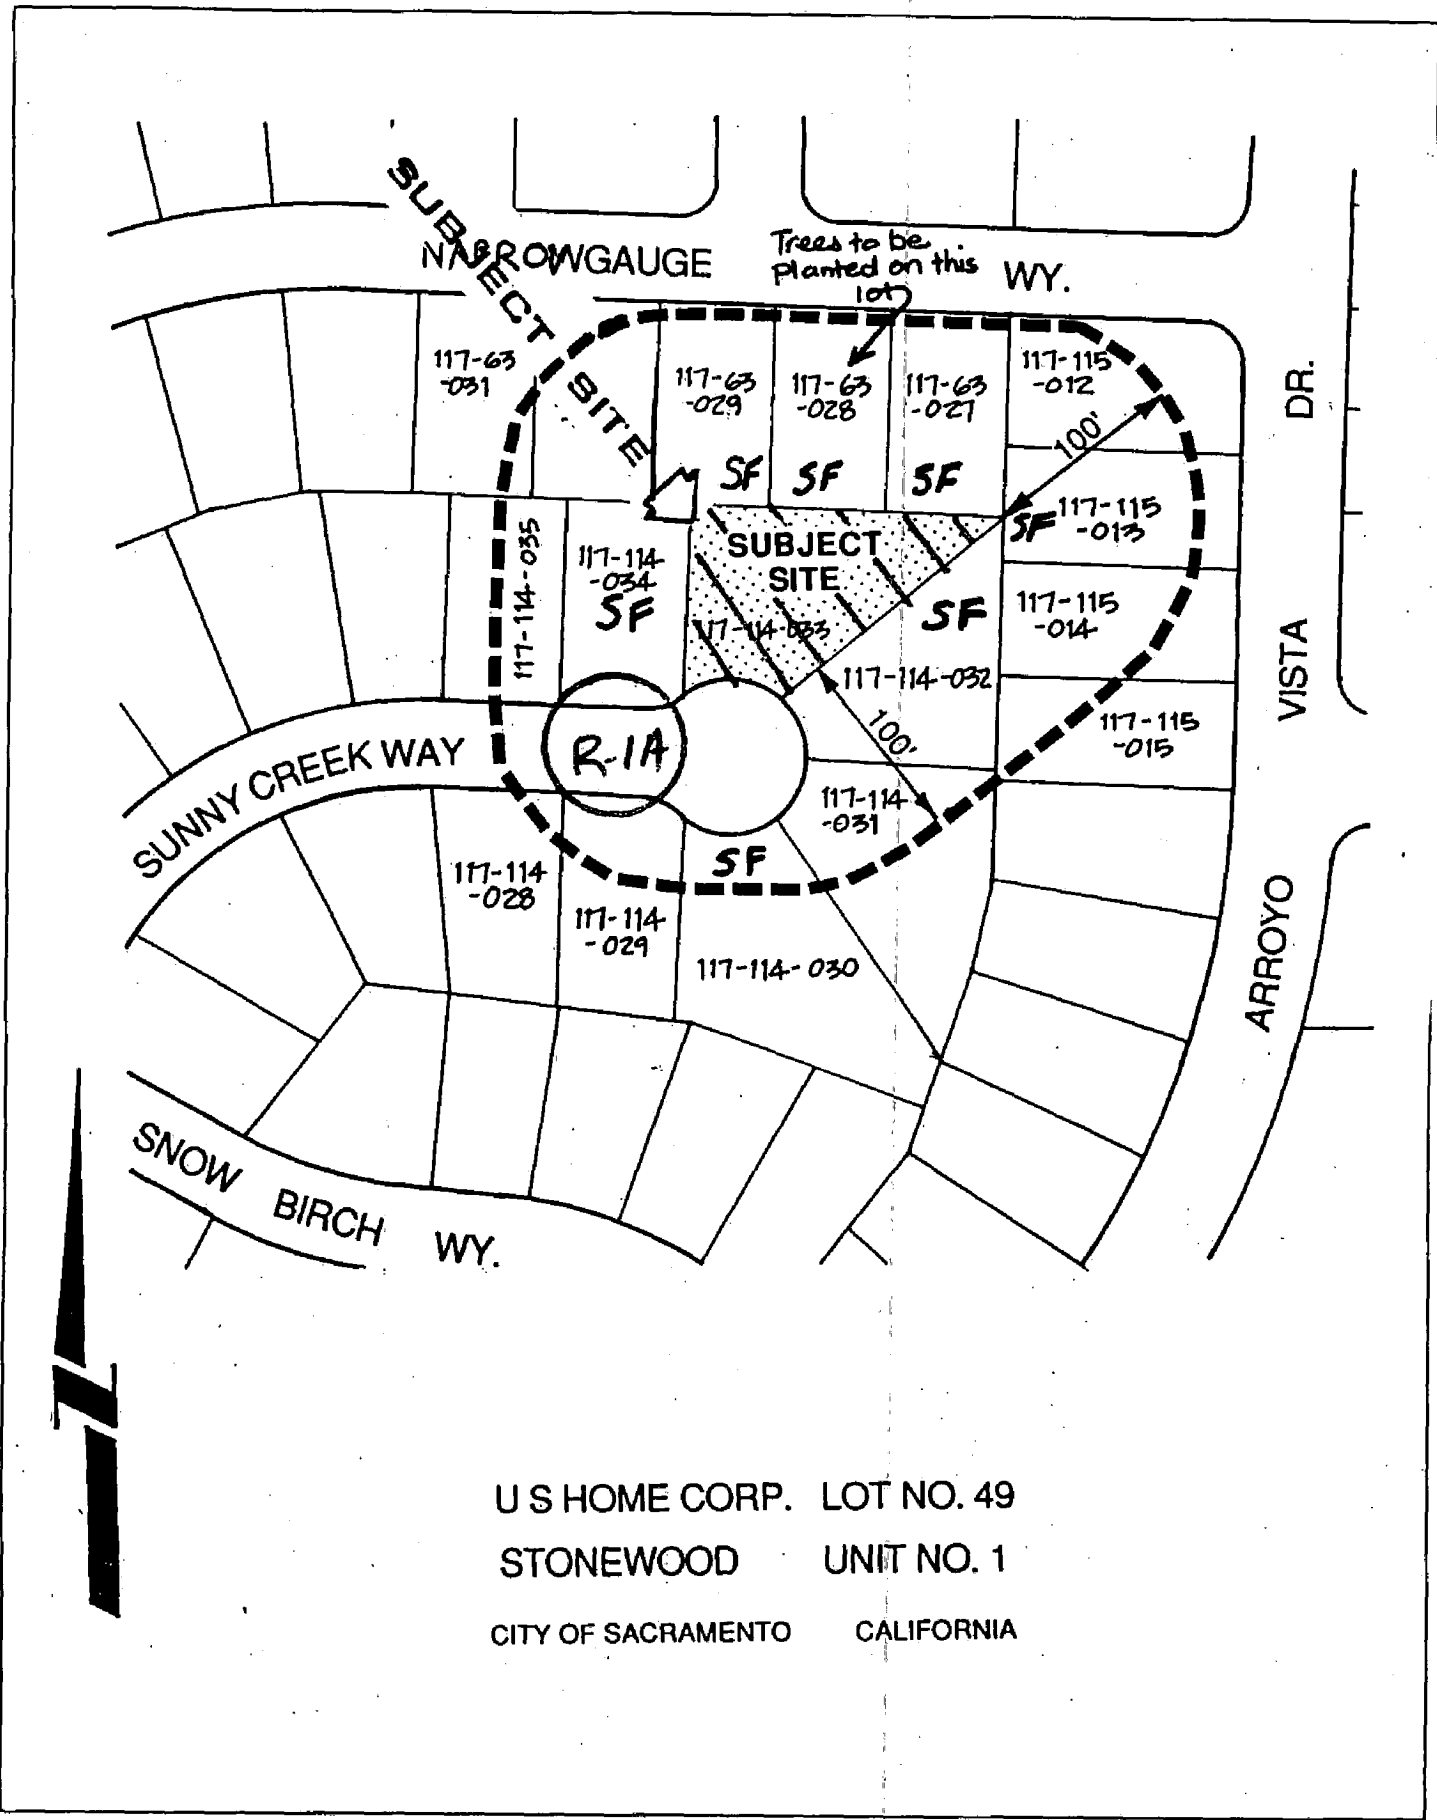 SUBJECT SITE
NARROWGAUGE WY.
Trees to be
planted on this
lot
117-63
-031
117-63
-029
117-63
-028
117-63
-027
117-115
-012
100'
DR.
SF
SF
SF
SF
117-115
-013
117-114-035
117-114
-034
SF
SUBJECT
SITE
117-114-033
SF
117-115
-014
117-114-032
VISTA
117-115
-015
100'
R-1A
SUNNY CREEK WAY
117-114
-031
SF
117-114
-028
117-114
-029
117-114-030
ARROYO
SNOW BIRCH WY.
U S HOME CORP. LOT NO. 49
STONEWOOD UNIT NO. 1
CITY OF SACRAMENTO CALIFORNIA